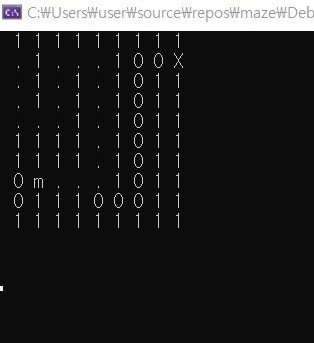 C:\ C:₩Users₩user₩source₩repos₩maze₩Deb
1 1 1 1 1 1 1 1 1
. 1 . . . 1 0 0 X
. 1 . 1 . 1 0 1 1
. 1 . 1 . 1 0 1 1
. . . 1 . 1 0 1 1
1 1 1 1 . 1 0 1 1
1 1 1 1 . 1 0 1 1
0 m . . . 1 0 1 1
0 1 1 1 0 0 0 1 1
1 1 1 1 1 1 1 1 1